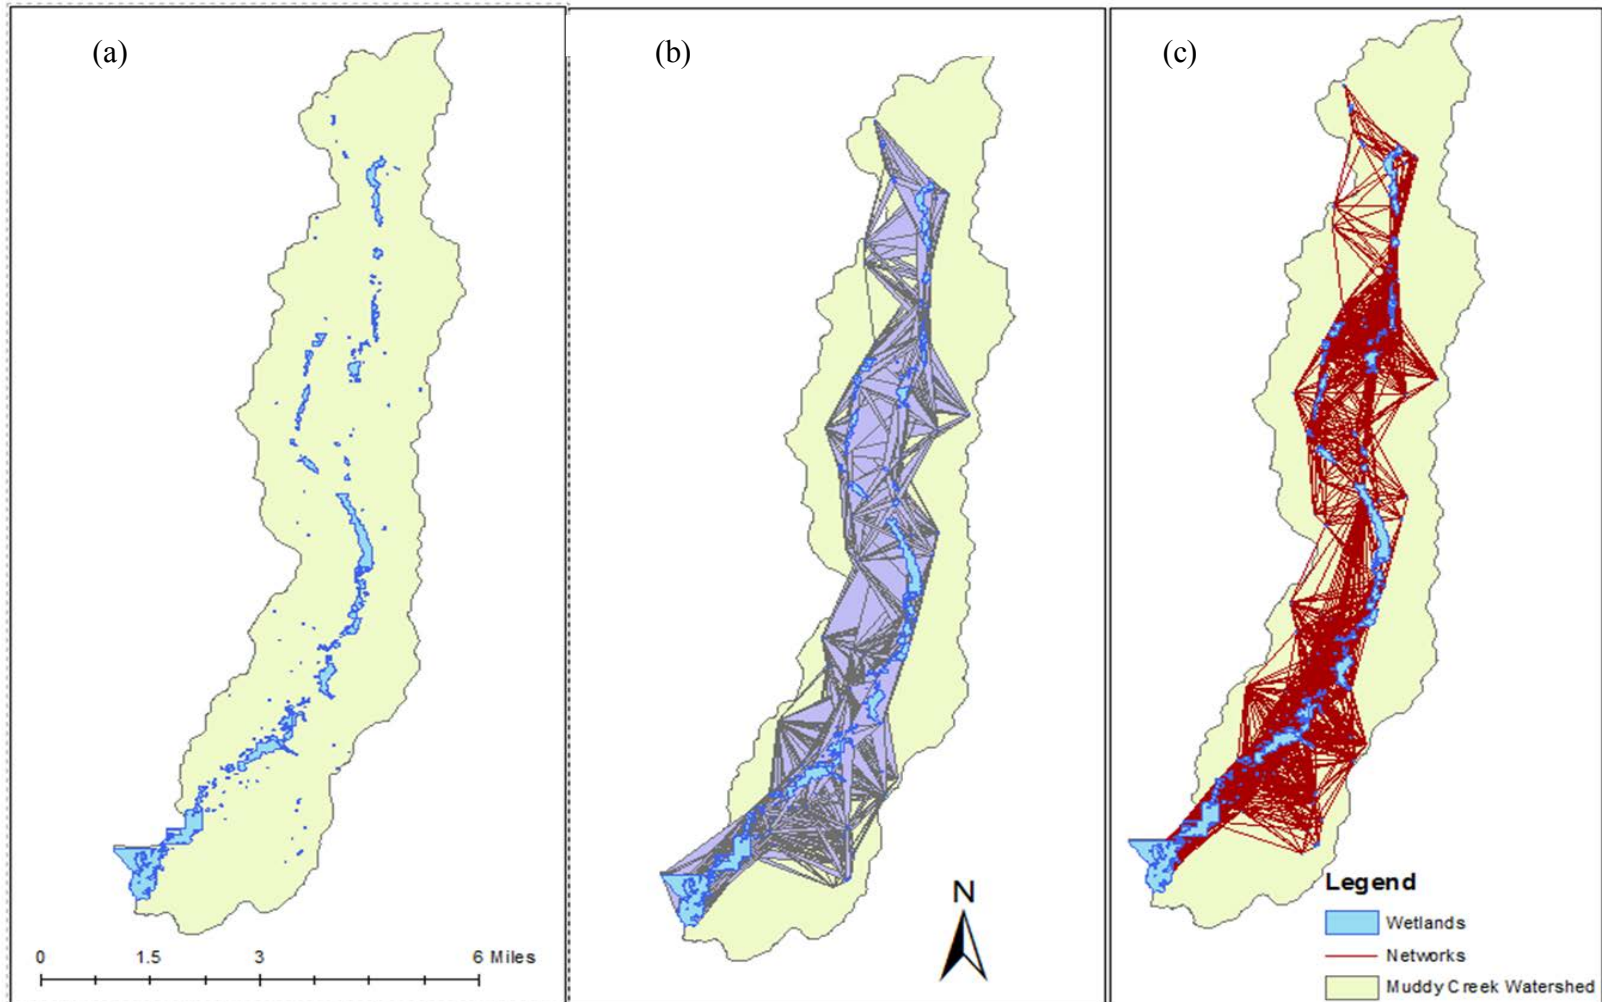 (a)
(b)
(c)
N
Legend
Wetlands
Networks
Muddy Creek Watershed
0 1.5 3 6 Miles